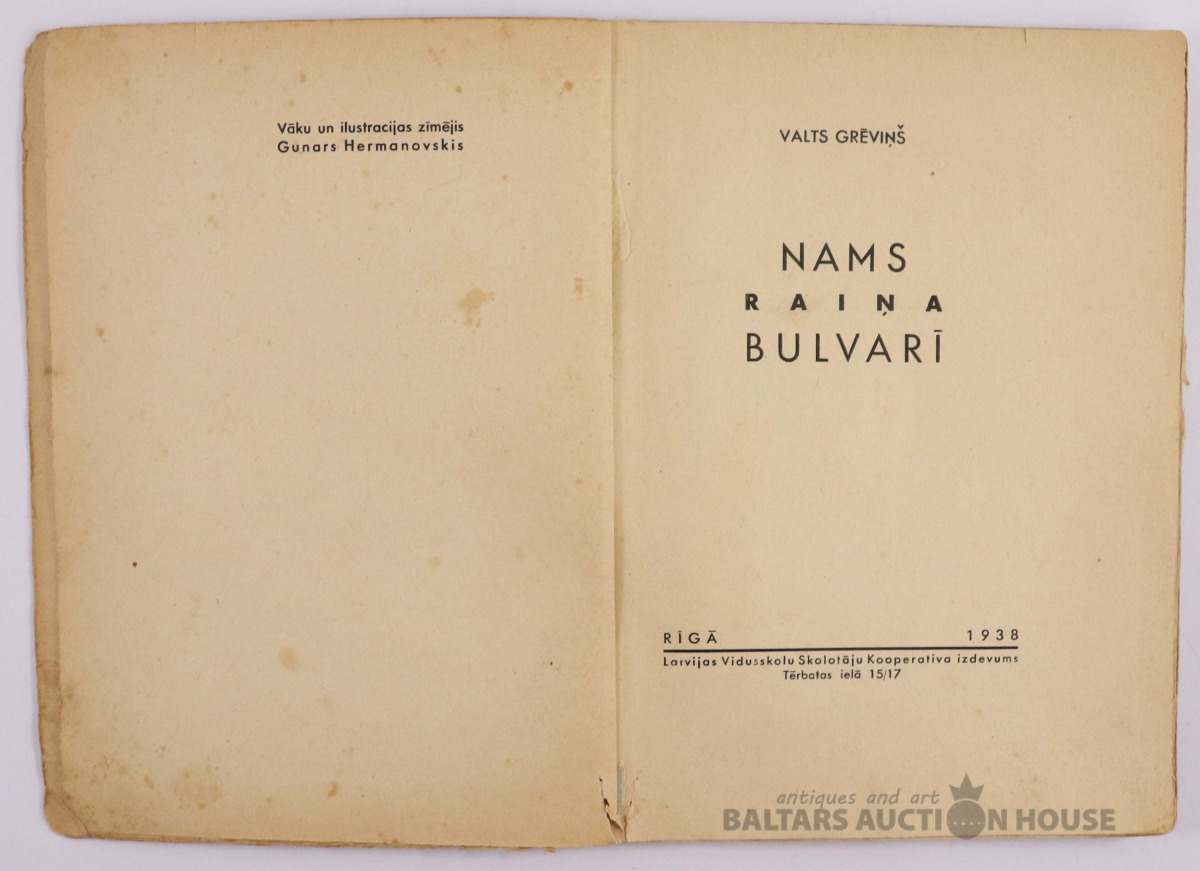 Vāku un ilustracijas zīmējis
Gunars Hermanovskis
VALTS GRĒVIŅŠ
NAMS
RAIŅA
BULVARĪ
RĪGĀ 1938
Latvijas Vidusskolu Skolotāju Kooperativa izdevums
Tērbatas ielā 15/17
antiques and art
BALTARS AUCTION HOUSE